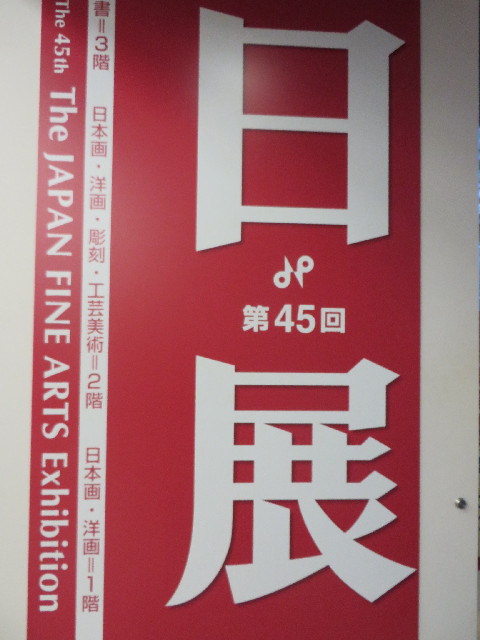 日展
第45回
書=3階
日本画・洋画・彫刻・工芸美術=2階
日本画・洋画=1階
The 45th The JAPAN FINE ARTS Exhibition